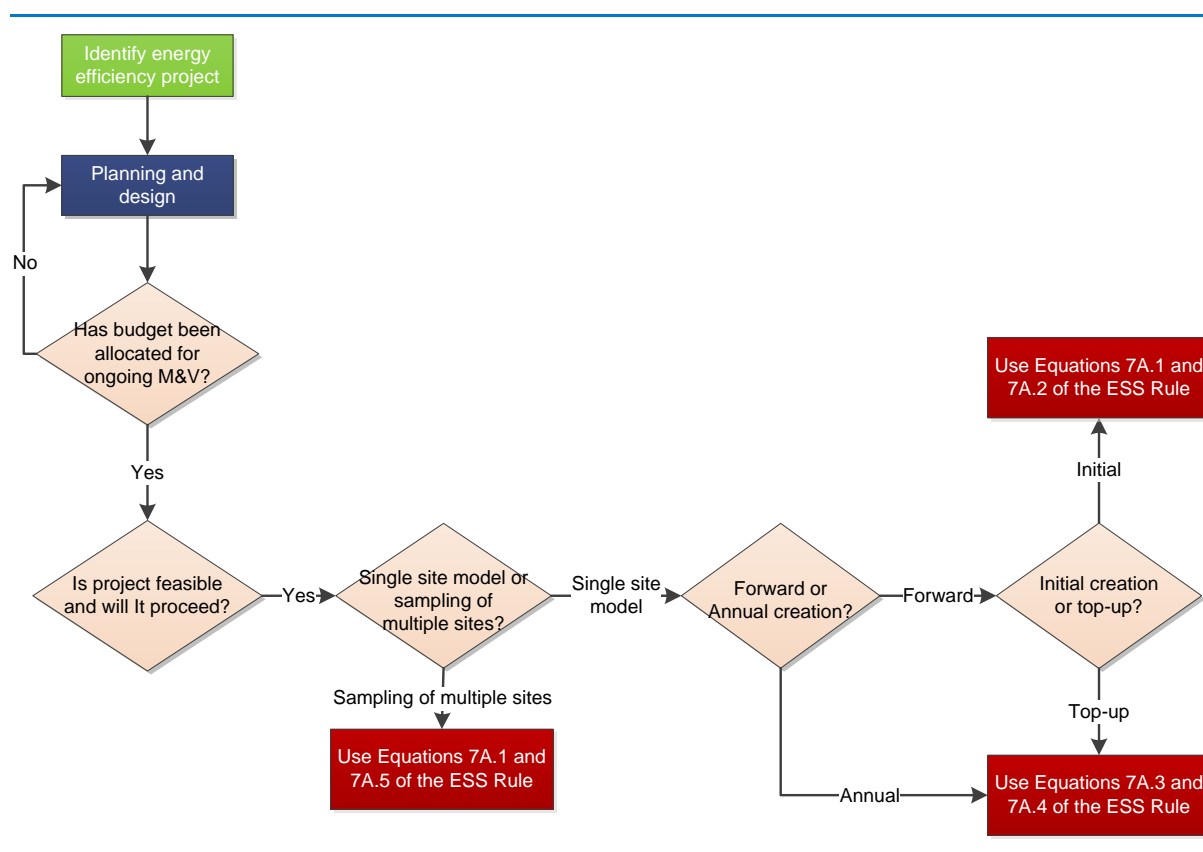 Identify energy
efficiency project
Planning and
design
No
Has budget been
allocated for
ongoing M&V?
Yes
Is project feasible
and will It proceed?
Yes
Single site model or
sampling of
multiple sites?
Sampling of multiple sites
Use Equations 7A.1 and
7A.5 of the ESS Rule
Single site
model
Forward or
Annual creation?
Forward
Annual
Initial creation
or top-up?
Initial
Use Equations 7A.1 and
7A.2 of the ESS Rule
Top-up
Use Equations 7A.3 and
7A.4 of the ESS Rule